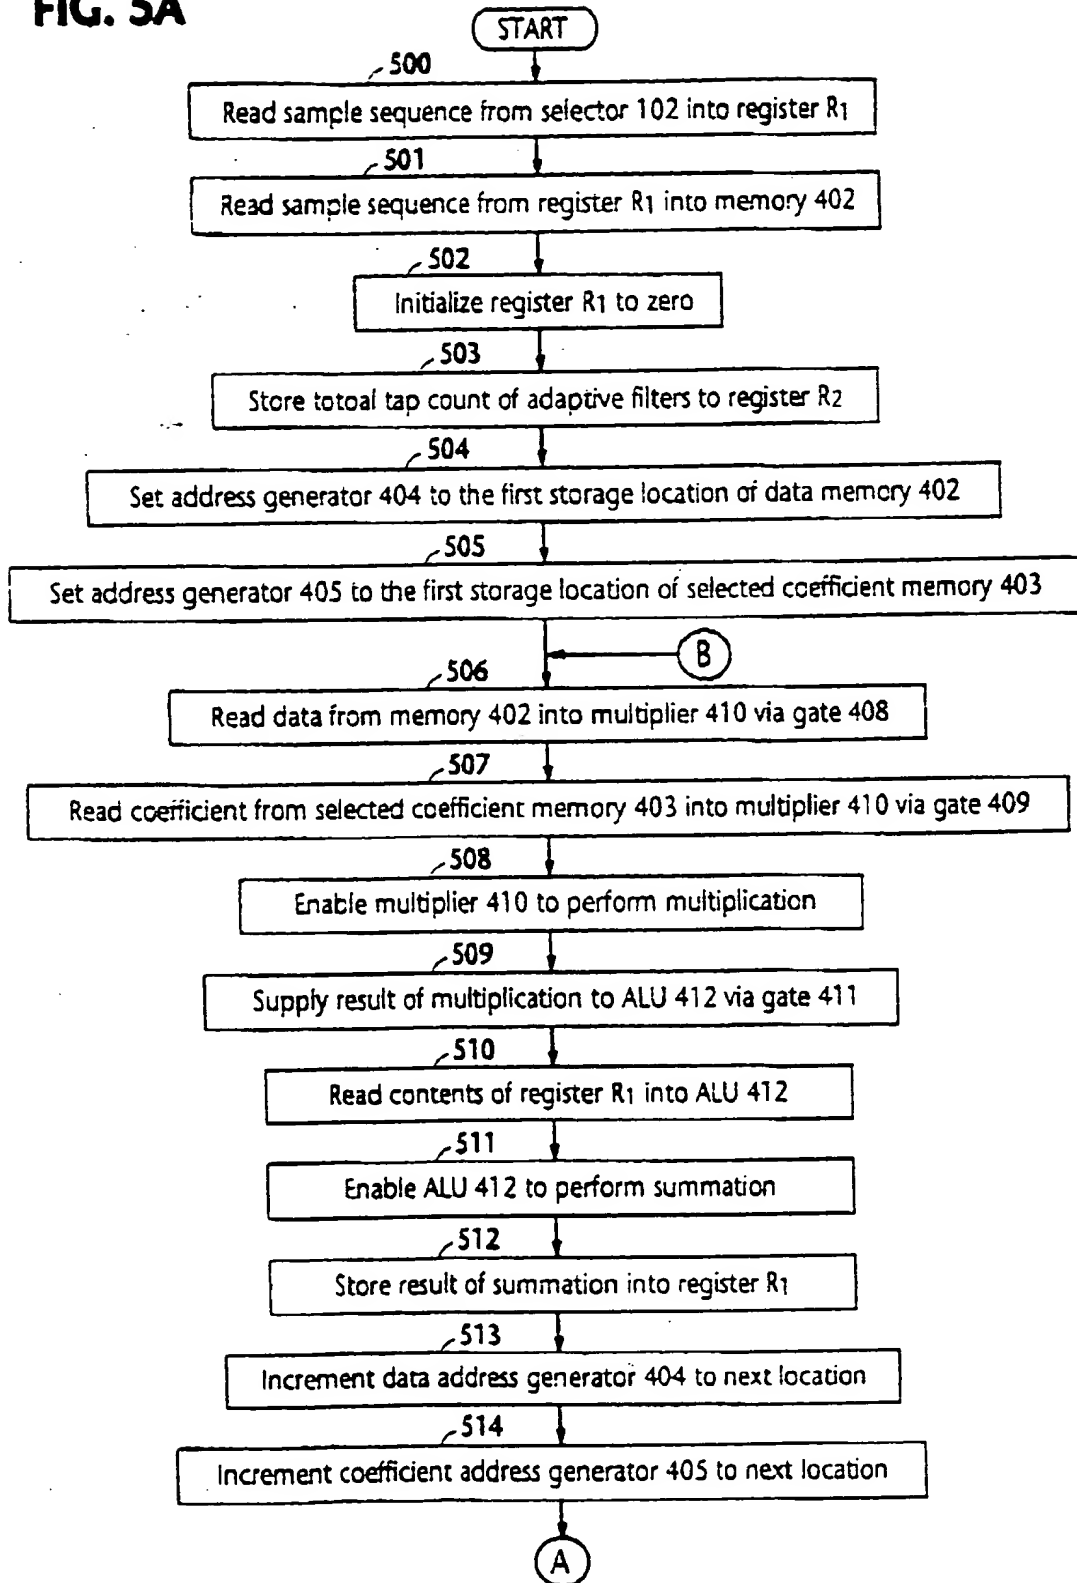 FIG. 5A
START
500
Read sample sequence from selector 102 into register R1
501
Read sample sequence from register R1 into memory 402
502
Initialize register R1 to zero
503
Store totoal tap count of adaptive filters to register R2
504
Set address generator 404 to the first storage location of data memory 402
505
Set address generator 405 to the first storage location of selected coefficient memory 403
B
506
Read data from memory 402 into multiplier 410 via gate 408
507
Read coefficient from selected coefficient memory 403 into multiplier 410 via gate 409
508
Enable multiplier 410 to perform multiplication
509
Supply result of multiplication to ALU 412 via gate 411
510
Read contents of register R1 into ALU 412
511
Enable ALU 412 to perform summation
512
Store result of summation into register R1
513
Increment data address generator 404 to next location
514
Increment coefficient address generator 405 to next location
A